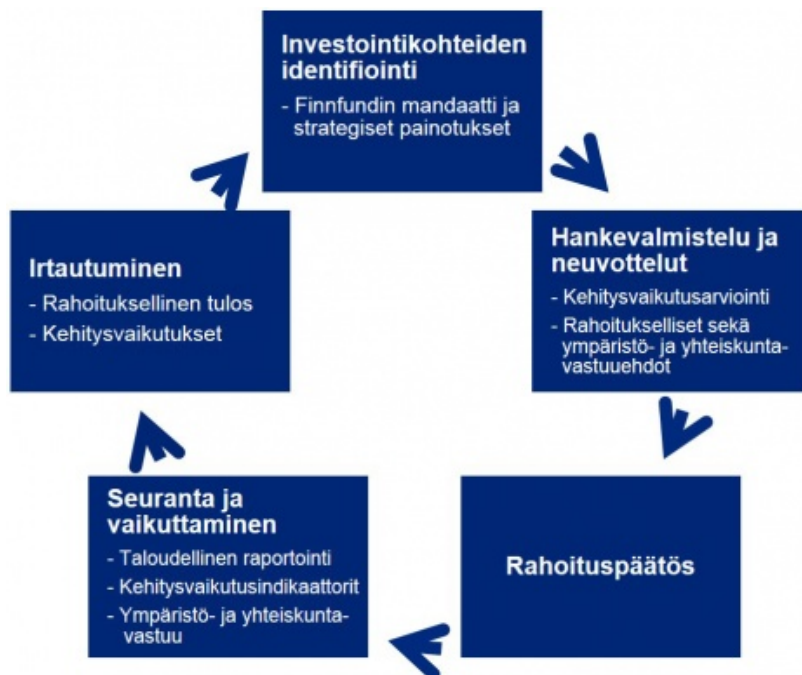 Investointikohteiden
identifiointi
- Finnfundin mandaatti ja
strategiset painotukset
Hankevalmistelu ja
neuvottelut
- Kehitysvaikutusarviointi
- Rahoitukselliset sekä
ympäristö- ja yhteiskunta-
vastuuehdot
Rahoituspäätös
Seuranta ja
vaikuttaminen
- Taloudellinen raportointi
- Kehitysvaikutusindikaattorit
- Ympäristö- ja yhteiskunta-
vastuu
Irtautuminen
- Rahoituksellinen tulos
- Kehitysvaikutukset